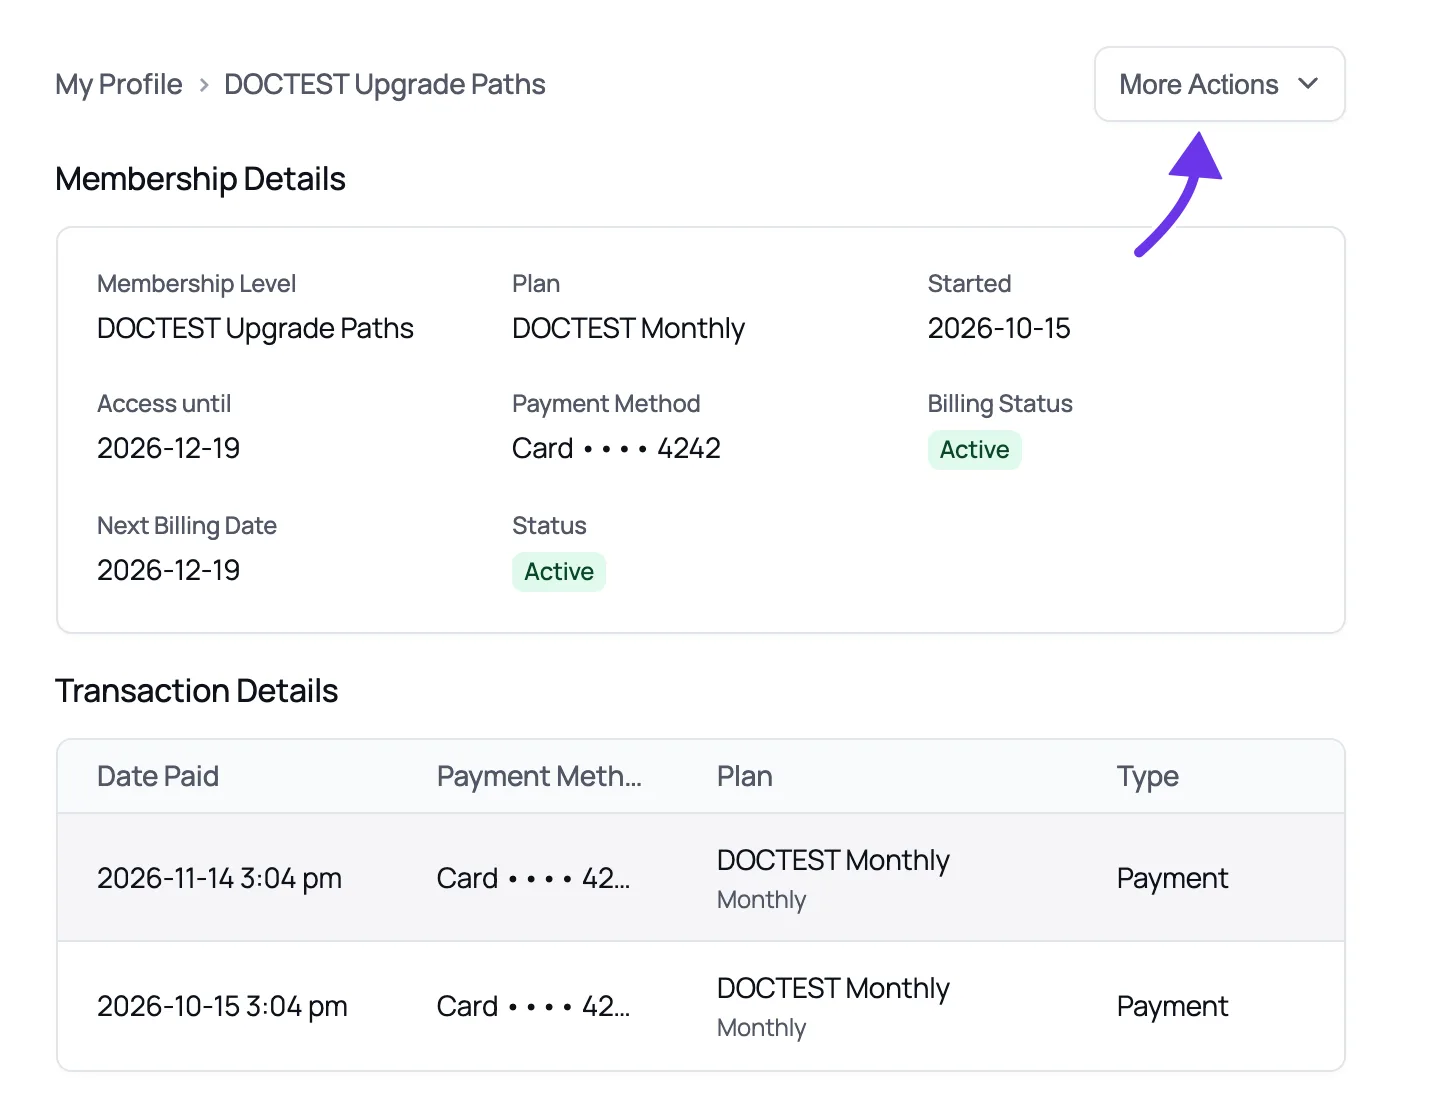 My Profile > DOCTEST Upgrade Paths
More Actions
Membership Details
Membership Level
DOCTEST Upgrade Paths
Plan
DOCTEST Monthly
Started
2026-10-15
Access until
2026-12-19
Payment Method
Card •••• 4242
Billing Status
Active
Next Billing Date
2026-12-19
Status
Active
Transaction Details
Date Paid Payment Meth... Plan Type
2026-11-14 3:04 pm Card •••• 42... DOCTEST Monthly Payment
Monthly
2026-10-15 3:04 pm Card •••• 42... DOCTEST Monthly Payment
Monthly